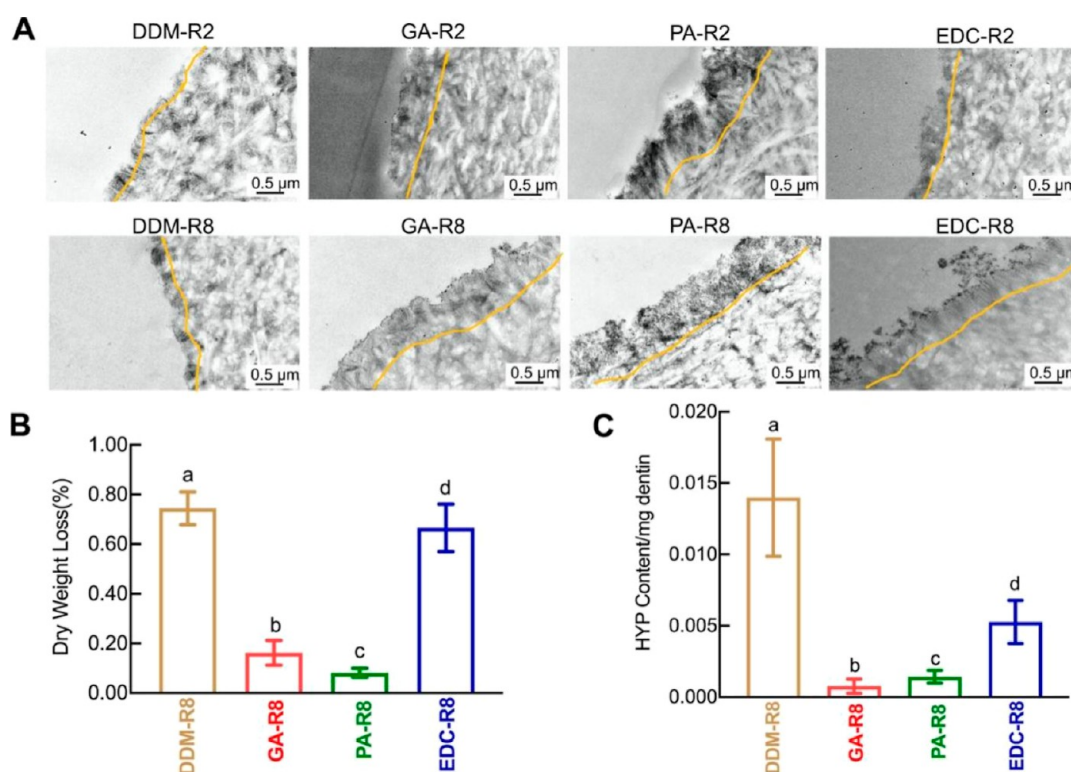 A
DDM-R2
GA-R2
PA-R2
EDC-R2
0.5 µm
0.5 µm
0.5 µm
0.5 µm
DDM-R8
GA-R8
PA-R8
EDC-R8
0.5 µm
0.5 µm
0.5 µm
0.5 µm
B
Dry Weight Loss(%)
1.00
0.80
0.60
0.40
0.20
0.00
a
b
c
d
DDM-R8
GA-R8
PA-R8
EDC-R8
C
HYP Content/mg dentin
0.020
0.015
0.010
0.005
0.000
a
b
c
d
DDM-R8
GA-R8
PA-R8
EDC-R8